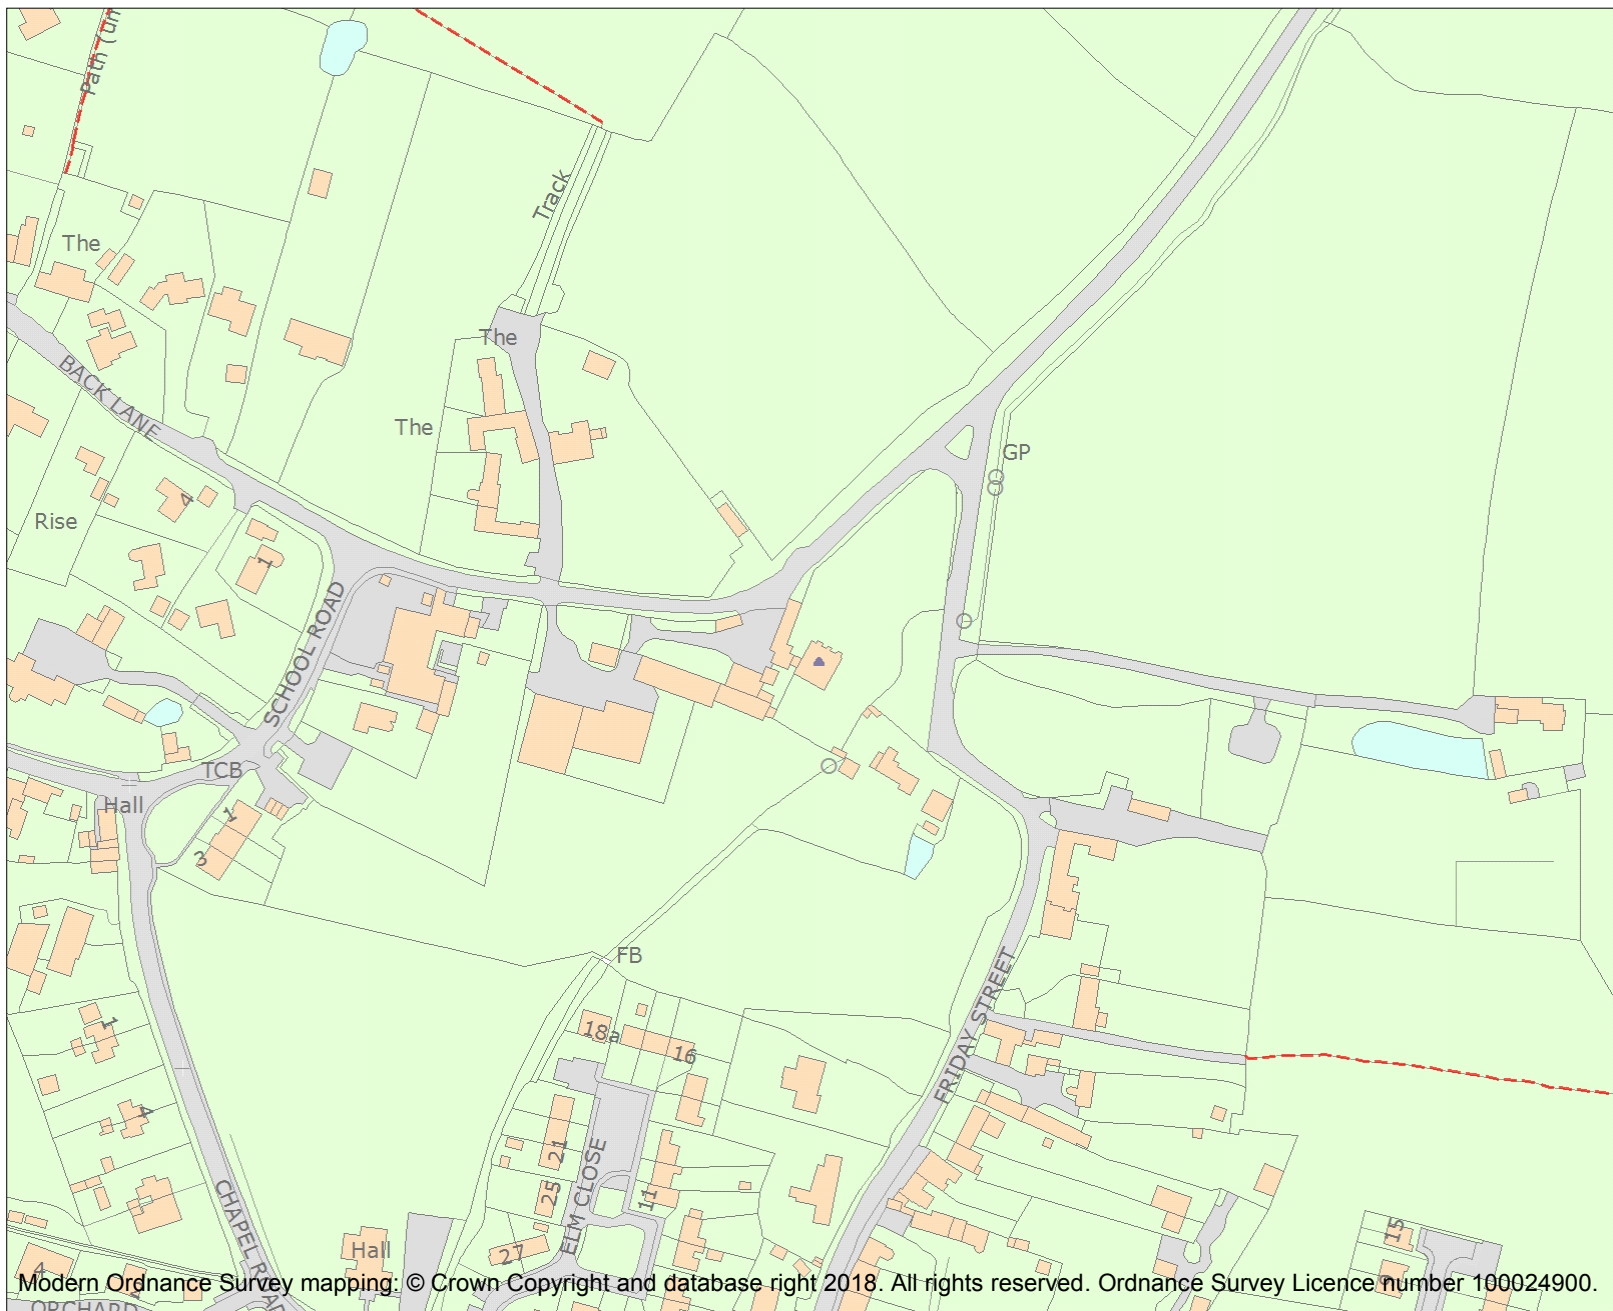 Path (un
Track
The
The
BACK LANE
The
GP
4
Rise
1
SCHOOL ROAD
TCB
Hall
1
3
FB
FRIDAY STREET
1
18a
16
4
21
25
ELM CLOSE
11
CHAPEL ROAD
15
Hall
27
4
9
Modern Ordnance Survey mapping: © Crown Copyright and database right 2018. All rights reserved. Ordnance Survey Licence number 100024900.
ORCHARD